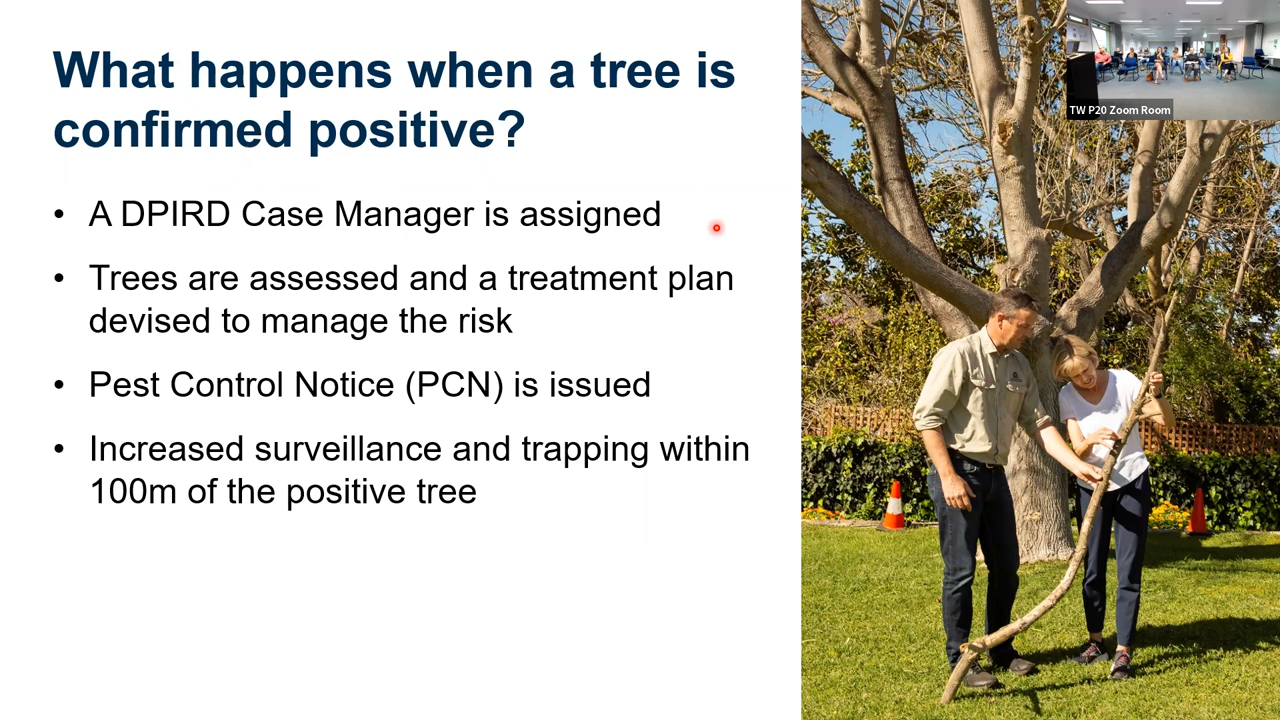 What happens when a tree is
confirmed positive?
• A DPIRD Case Manager is assigned
• Trees are assessed and a treatment plan
devised to manage the risk
• Pest Control Notice (PCN) is issued
• Increased surveillance and trapping within
100m of the positive tree
TW P20 Zoom Room